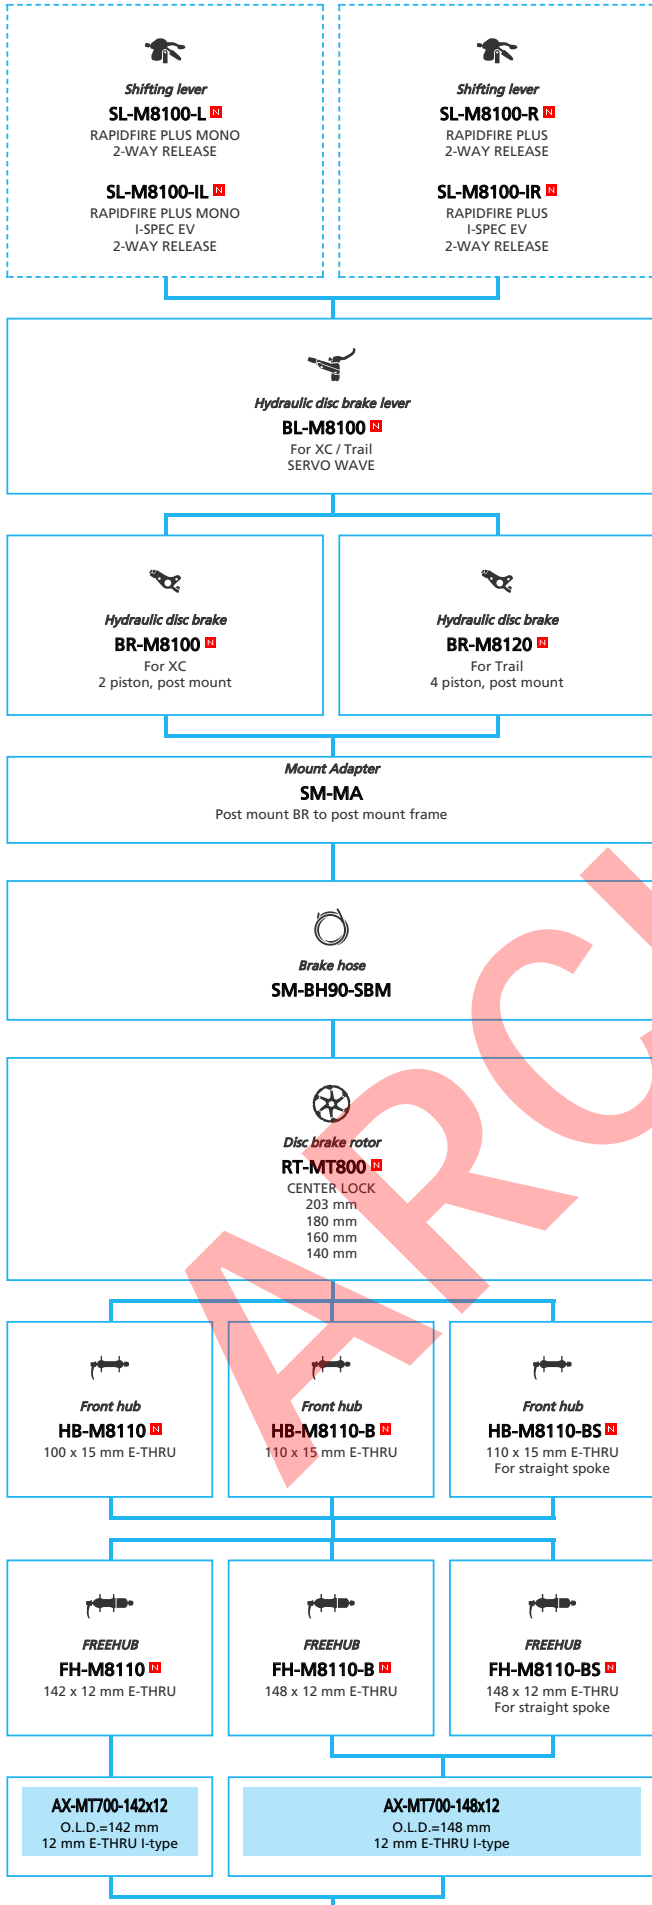 Shifting lever
SL-M8100-L N
RAPIDFIRE PLUS MONO
2-WAY RELEASE
SL-M8100-IL N
RAPIDFIRE PLUS MONO
I-SPEC EV
2-WAY RELEASE
Shifting lever
SL-M8100-R N
RAPIDFIRE PLUS
2-WAY RELEASE
SL-M8100-IR N
RAPIDFIRE PLUS
I-SPEC EV
2-WAY RELEASE
Hydraulic disc brake lever
BL-M8100 N
For XC / Trail
SERVO WAVE
Hydraulic disc brake
BR-M8100 N
For XC
2 piston, post mount
Hydraulic disc brake
BR-M8120 N
For Trail
4 piston, post mount
Mount Adapter
SM-MA
Post mount BR to post mount frame
Brake hose
SM-BH90-SBM
Disc brake rotor
RT-MT800 N
CENTER LOCK
203 mm
180 mm
160 mm
140 mm
Front hub
HB-M8110 N
100 x 15 mm E-THRU
Front hub
HB-M8110-B N
110 x 15 mm E-THRU
Front hub
HB-M8110-BS N
110 x 15 mm E-THRU
For straight spoke
FREEHUB
FH-M8110 N
142 x 12 mm E-THRU
FREEHUB
FH-M8110-B N
148 x 12 mm E-THRU
FREEHUB
FH-M8110-BS N
148 x 12 mm E-THRU
For straight spoke
AX-MT700-142x12
O.L.D.=142 mm
12 mm E-THRU I-type
AX-MT700-148x12
O.L.D.=148 mm
12 mm E-THRU I-type